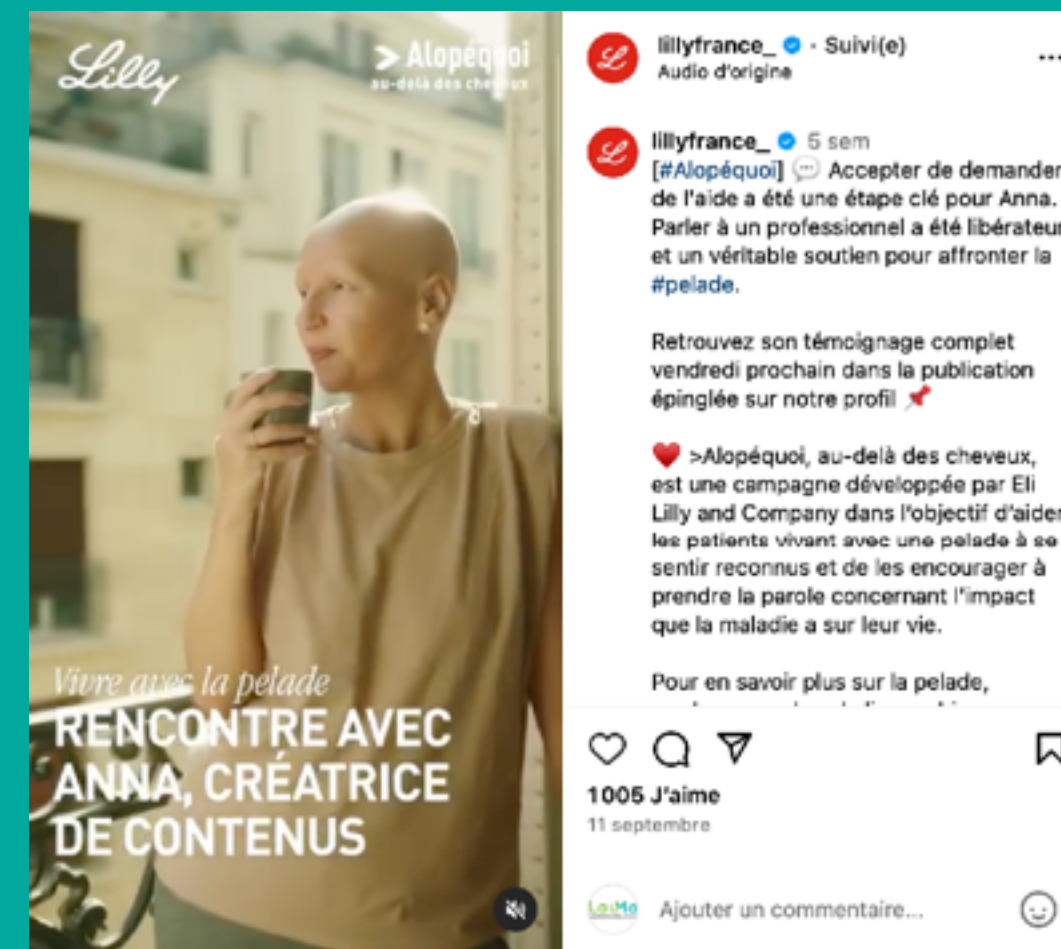 Lilly
> Alopéquoi
au-delà des cheveux
Vivre avec la pelade
RENCONTRE AVEC
ANNA, CRÉATRICE
DE CONTENUS
lillyfrance_ · Suivi(e)
Audio d'origine
lillyfrance_ 5 sem
[#Alopéquoi] 💬 Accepter de demander
de l'aide a été une étape clé pour Anna.
Parler à un professionnel a été libérateur
et un véritable soutien pour affronter la
#pelade.
Retrouvez son témoignage complet
vendredi prochain dans la publication
épinglée sur notre profil 📌
❤️ >Alopéquoi, au-delà des cheveux,
est une campagne développée par Eli
Lilly and Company dans l'objectif d'aider
les patients vivant avec une pelade à se
sentir reconnus et de les encourager à
prendre la parole concernant l'impact
que la maladie a sur leur vie.
Pour en savoir plus sur la pelade,
1005 J'aime
11 septembre
Ajouter un commentaire...